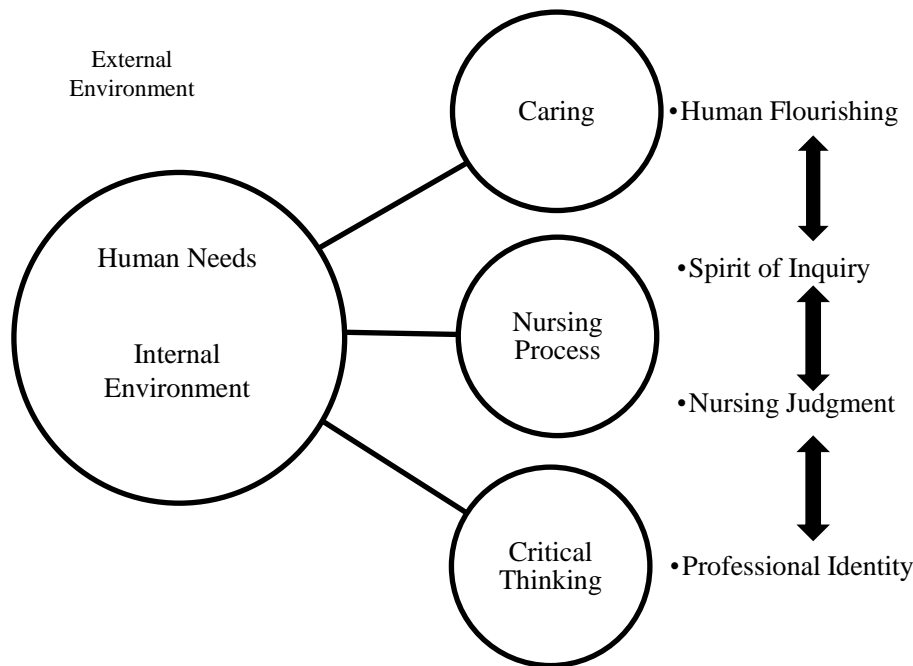 External
Environment
Human Needs
Internal
Environment
Caring
Nursing
Process
Critical
Thinking
•Human Flourishing
•Spirit of Inquiry
•Nursing Judgment
•Professional Identity